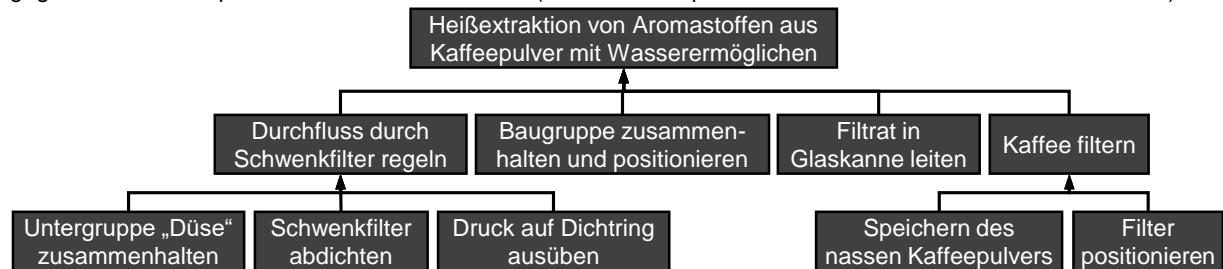 Heißextraktion von Aromastoffen aus
Kaffeepulver mit Wasserermöglichen
Durchfluss durch
Schwenkfilter regeln
Baugruppe zusammen-
halten und positionieren
Filtrat in
Glaskanne leiten
Kaffee filtern
Untergruppe „Düse“
zusammenhalten
Schwenkfilter
abdichten
Druck auf Dichtring
ausüben
Speichern des
nassen Kaffeepulvers
Filter
positionieren